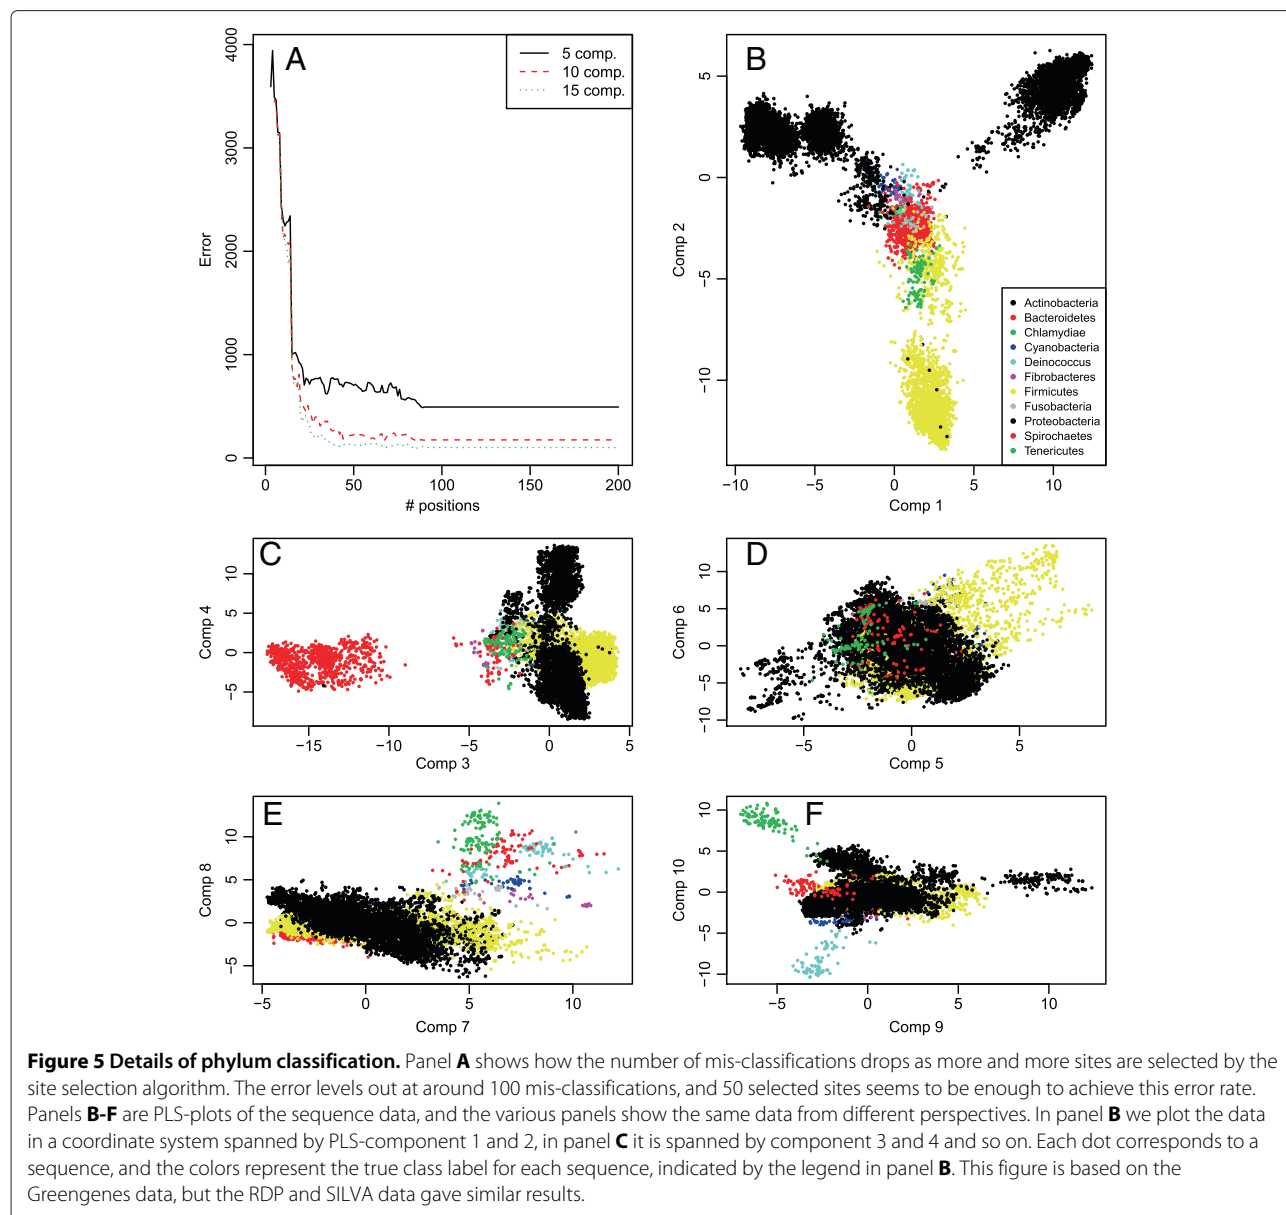 A
4000
3000
2000
1000
0
Error
0
50
100
150
200
# positions
5 comp.
10 comp.
15 comp.
B
5
0
−5
−10
Comp 2
−10
−5
0
5
10
Comp 1
Actinobacteria
Bacteroidetes
Chlamydiae
Cyanobacteria
Deinococcus
Fibrobacteres
Firmicutes
Fusobacteria
Proteobacteria
Spirochaetes
Tenericutes
C
10
5
0
−5
Comp 4
−15
−10
−5
0
5
Comp 3
D
10
5
0
−5
−10
Comp 6
−5
0
5
Comp 5
E
10
5
0
−5
Comp 8
−5
0
5
10
Comp 7
F
10
5
0
−5
−10
Comp 10
−5
0
5
10
Comp 9
Figure 5 Details of phylum classification. Panel A shows how the number of mis-classifications drops as more and more sites are selected by the
site selection algorithm. The error levels out at around 100 mis-classifications, and 50 selected sites seems to be enough to achieve this error rate.
Panels B-F are PLS-plots of the sequence data, and the various panels show the same data from different perspectives. In panel B we plot the data
in a coordinate system spanned by PLS-component 1 and 2, in panel C it is spanned by component 3 and 4 and so on. Each dot corresponds to a
sequence, and the colors represent the true class label for each sequence, indicated by the legend in panel B. This figure is based on the
Greengenes data, but the RDP and SILVA data gave similar results.